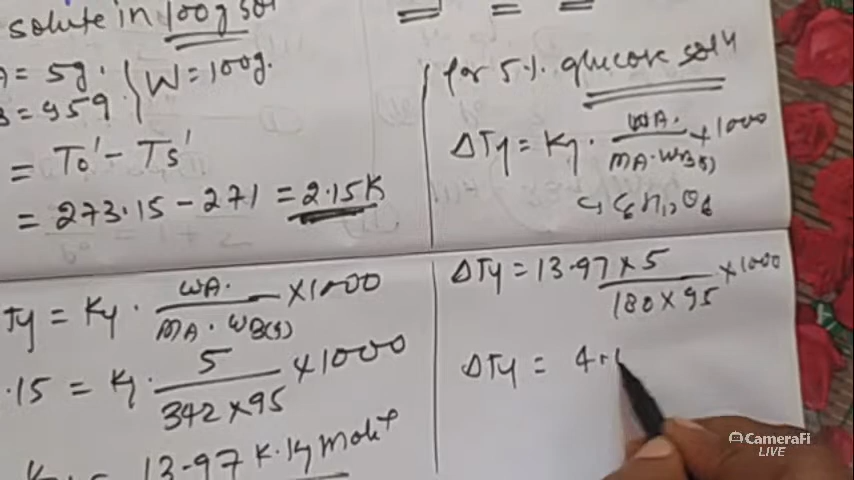 solute in 100g sol
A = 5g.
B = 95g
W = 100g.
= To' - Ts'
= 273.15 - 271 = 2.15K
Tf = Kf . WA. / MA. WB(g) × 1000
.15 = Kf . 5 / 342 × 95 × 1000
13.97 K.Kg mol-1
for 5%. glucose sol
ΔTf = Kf . WA. / MA. WB(g) × 1000
C6H12O6
ΔTf = 13.97 × 5 / 180 × 95 × 1000
ΔTf = 4.
CameraFi
LIVE